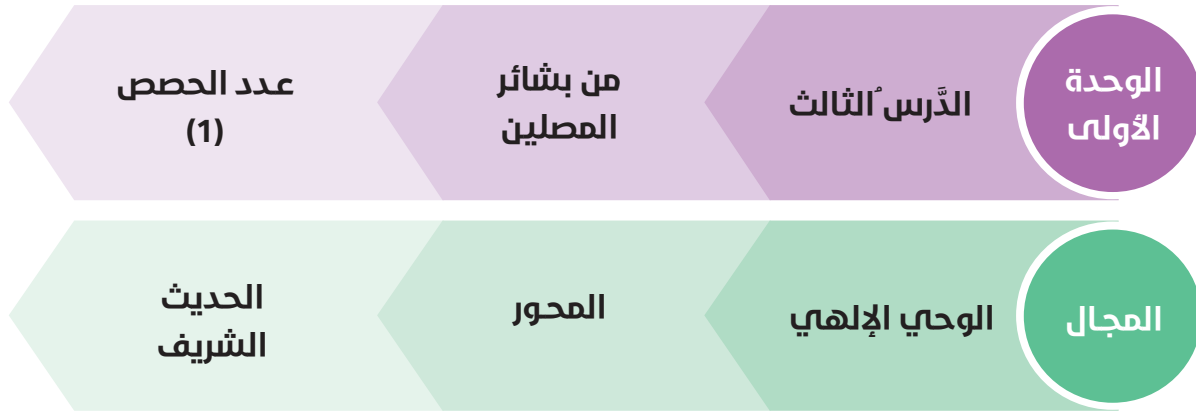 الوحدة
الأولى
الدَّرسُ الثالث
من بشائر
المصلين
عدد الحصص
(1)
المجال
الوحي الإلهي
المحور
الحديث
الشريف